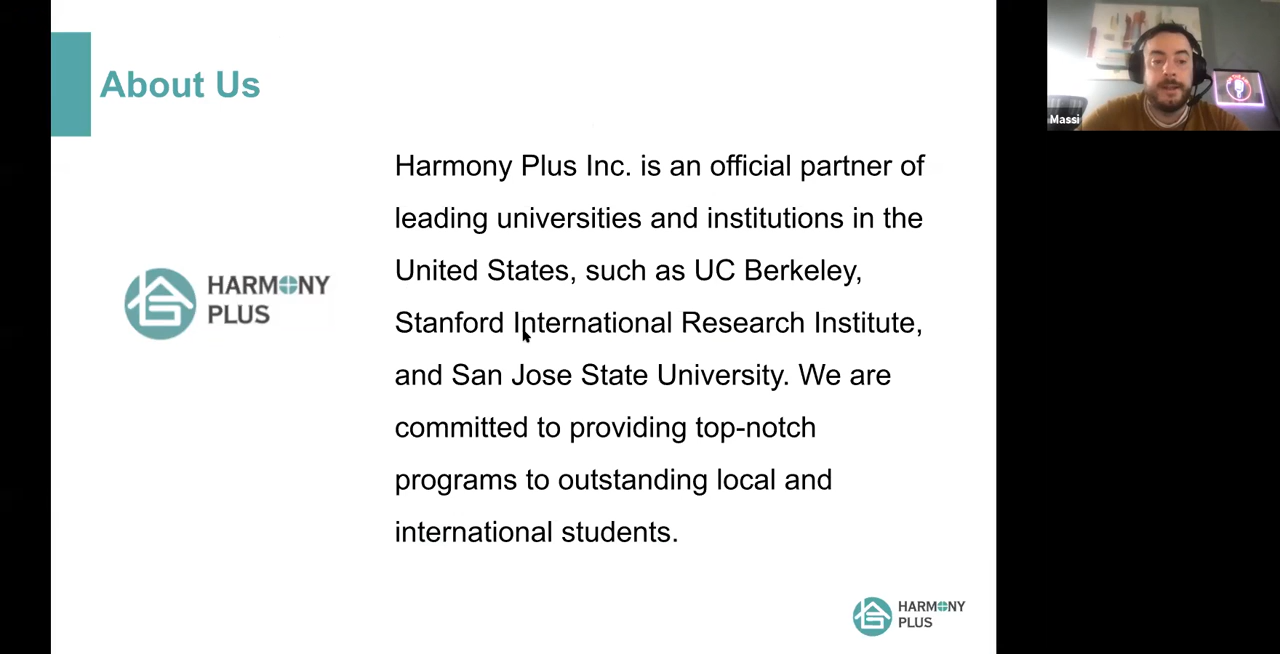 About Us
Harmony Plus Inc. is an official partner of
leading universities and institutions in the
United States, such as UC Berkeley,
Stanford International Research Institute,
and San Jose State University. We are
committed to providing top-notch
programs to outstanding local and
international students.
HARMONY
PLUS
HARMONY
PLUS
Massi